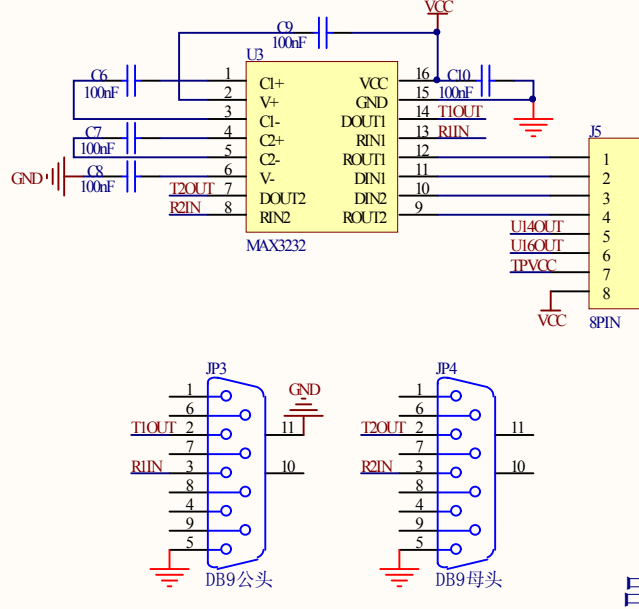 VCC
C9
100nF
U3
C6
100nF
1 C1+ VCC 16 C10
100nF
2 V+ GND 15
3 C1- DOUT1 14 T1OUT
C7
100nF
4 C2+ RIN1 13 R1IN
5 C2- ROUT1 12
GND C8
100nF
6 V- DIN1 11
T2OUT 7 DOUT2 DIN2 10
R2IN 8 RIN2 ROUT2 9
MAX3232
J5
1
2
3
4
U14OUT 5
U16OUT 6
TPVCC 7
8
VCC
8PIN
JP3
GND
1
6
T1OUT 2 11
7
R1IN 3 10
8
4
9
5
DB9公头
JP4
1
6
T2OUT 2 11
7
R2IN 3 10
8
4
9
5
DB9母头